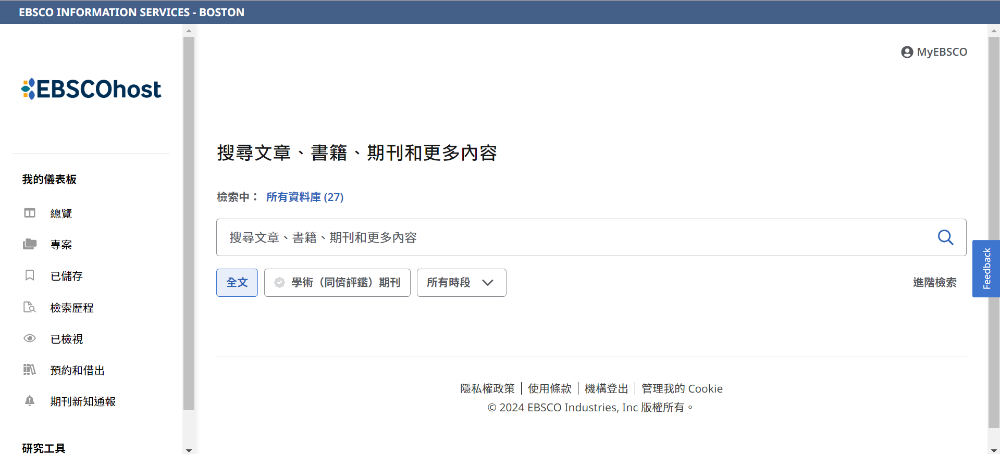 EBSCO INFORMATION SERVICES - BOSTON
MyEBSCO
EBSCOhost
搜尋文章、書籍、期刊和更多內容
我的儀表板
檢索中： 所有資料庫 (27)
總覽
搜尋文章、書籍、期刊和更多內容
專案
已儲存
全文 學術（同儕評鑑）期刊 所有時段 進階檢索
Feedback
檢索歷程
已檢視
預約和借出
期刊新知通報
隱私權政策 使用條款 機構登出 管理我的 Cookie
© 2024 EBSCO Industries, Inc 版權所有。
研究工具